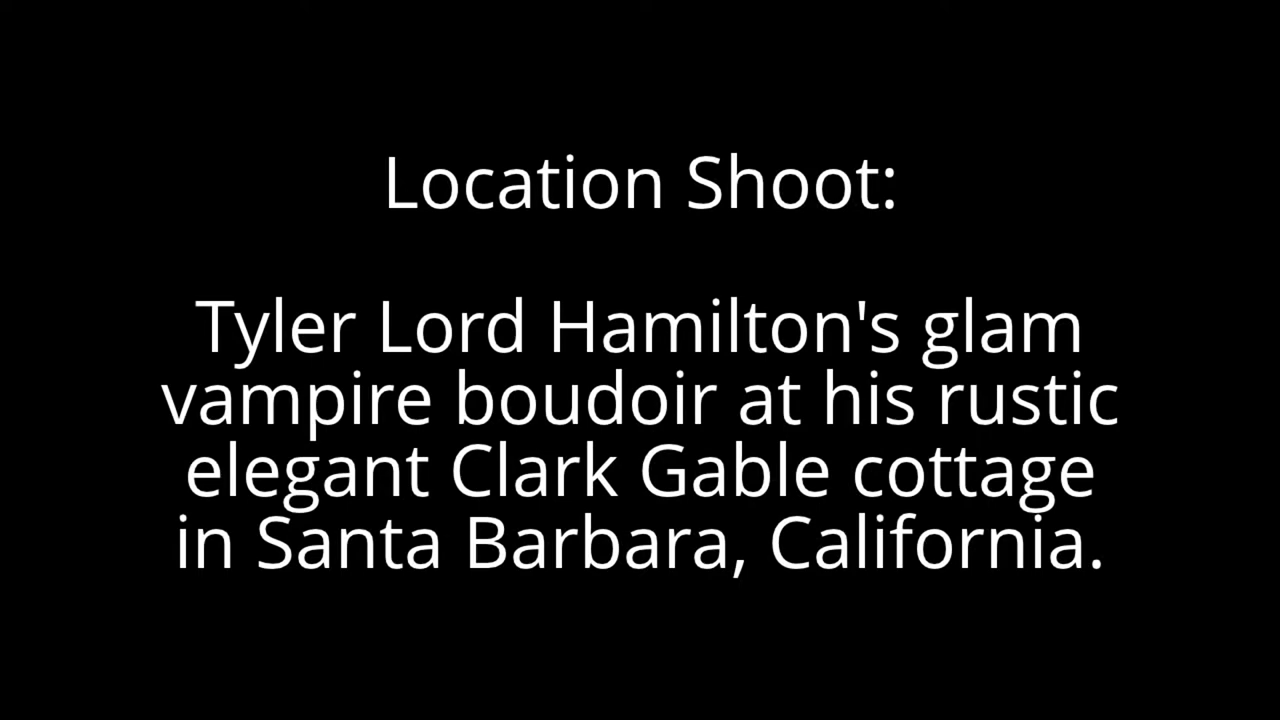 Location Shoot:
Tyler Lord Hamilton's glam
vampire boudoir at his rustic
elegant Clark Gable cottage
in Santa Barbara, California.